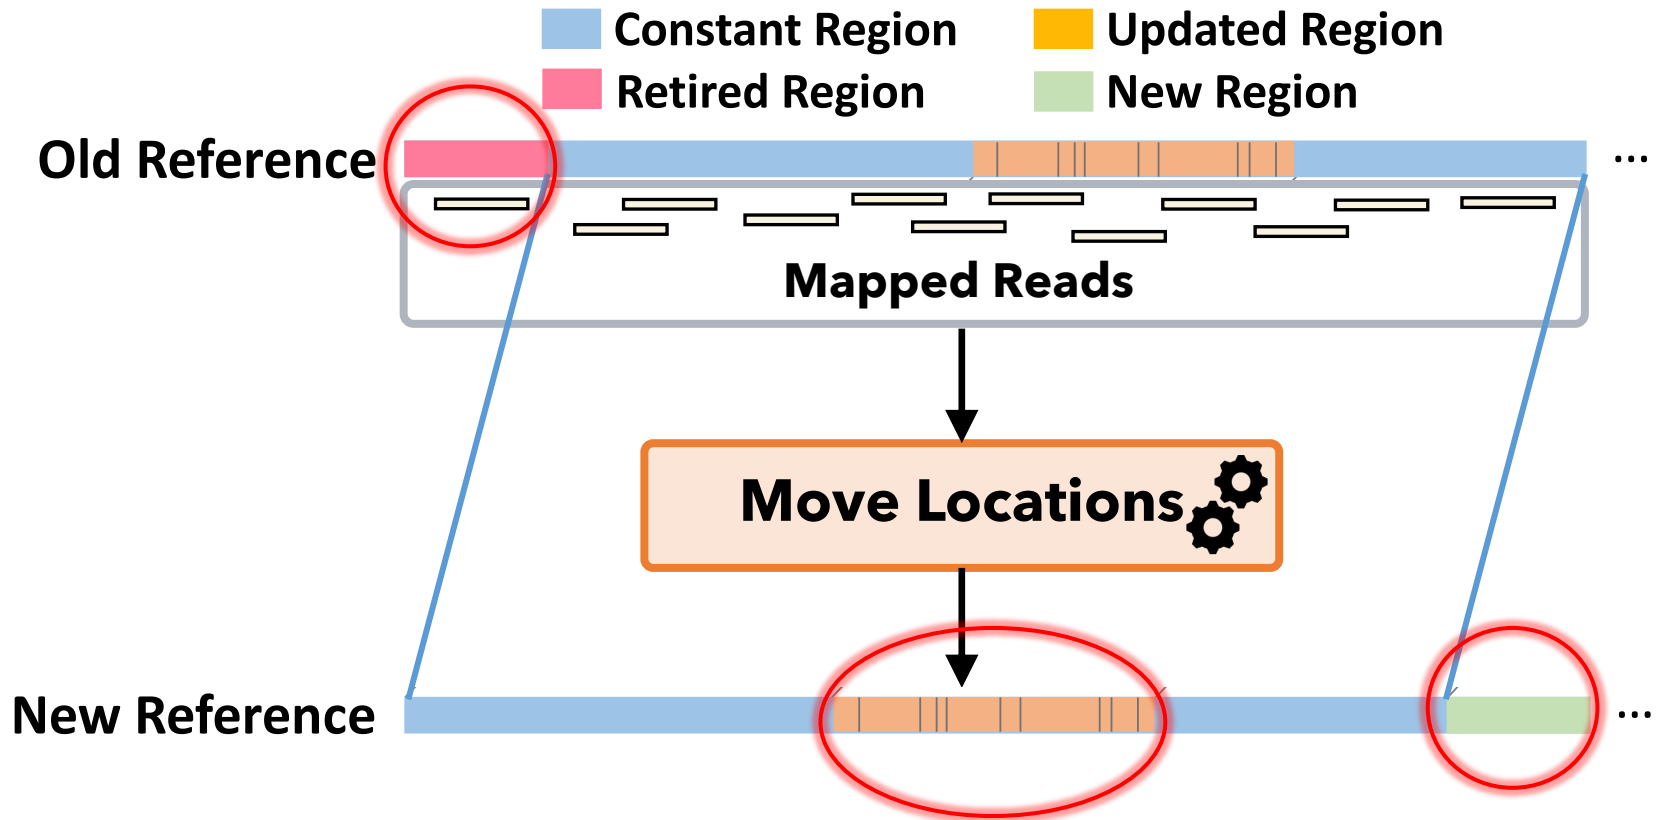 Constant Region
Updated Region
Retired Region
New Region
Old Reference
...
Mapped Reads
Move Locations
New Reference
...